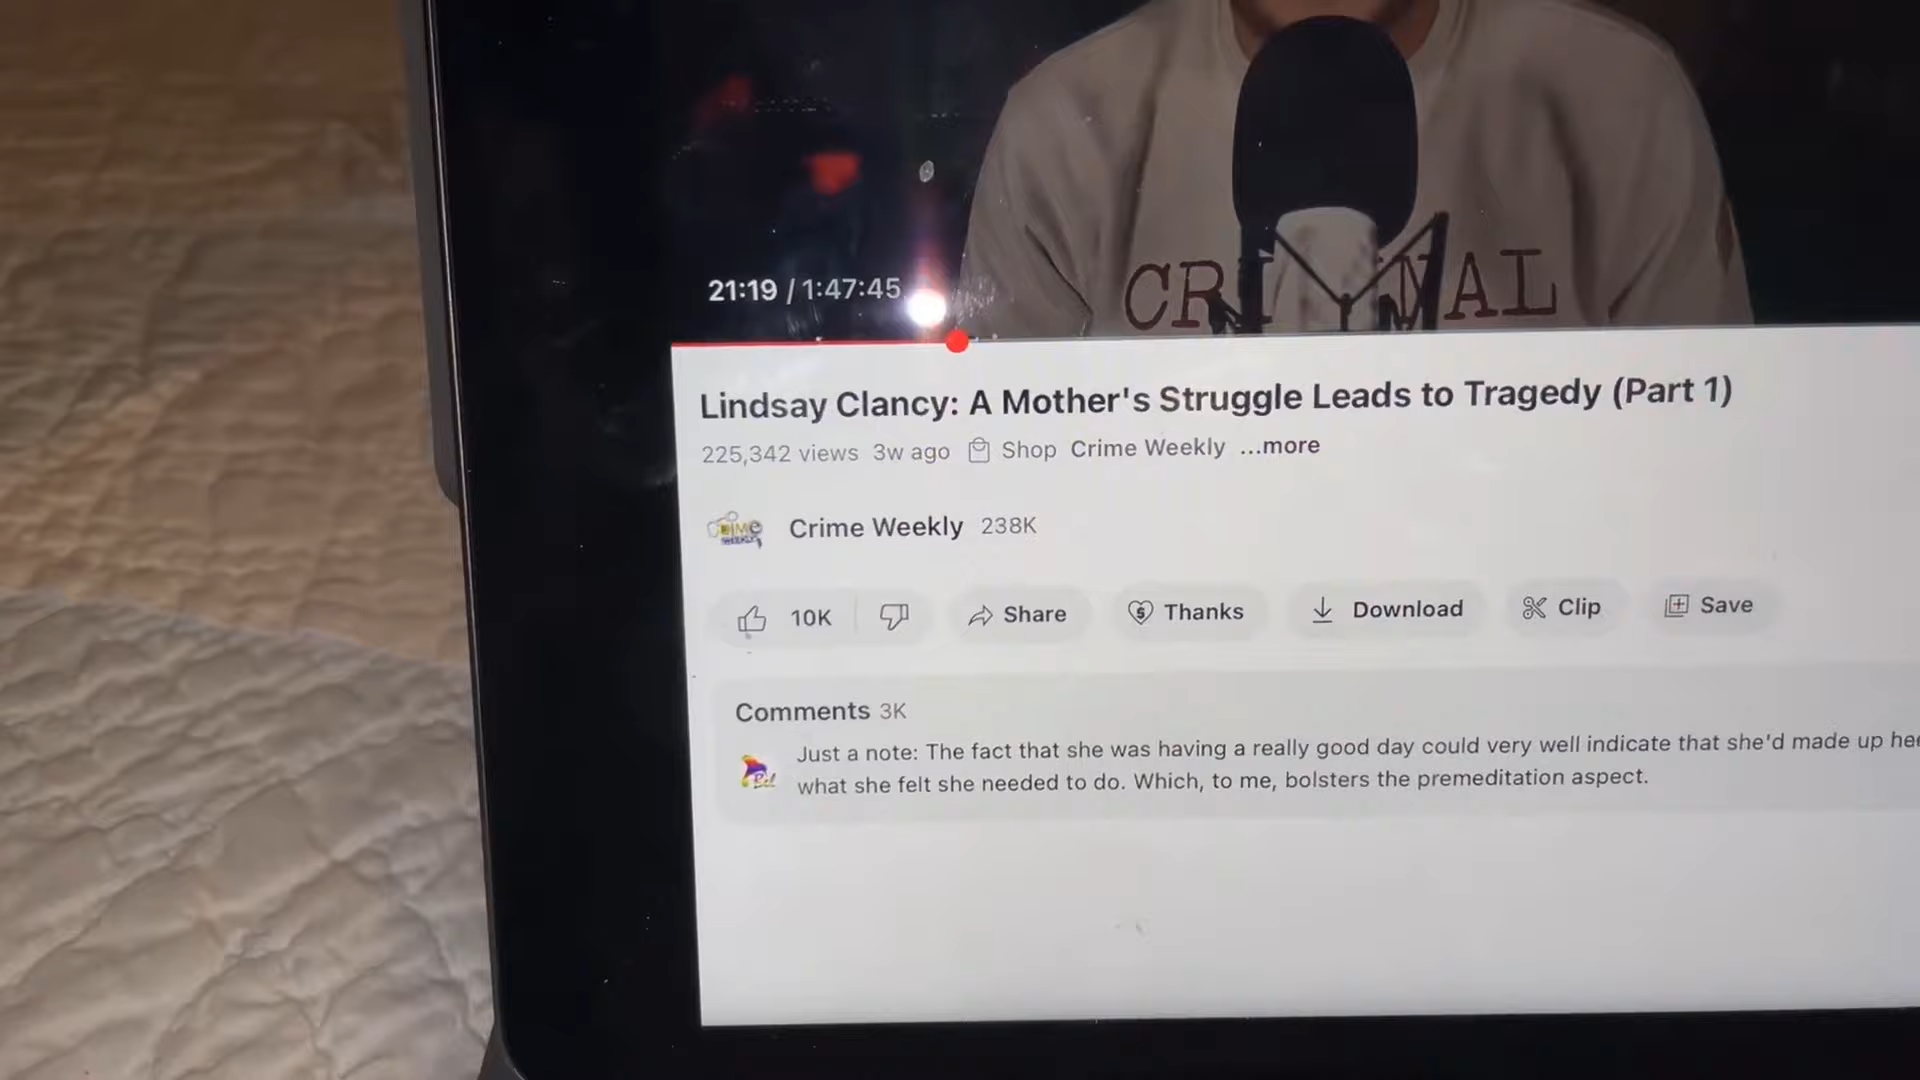 CRIMINAL
21:19 / 1:47:45
Lindsay Clancy: A Mother's Struggle Leads to Tragedy (Part 1)
225,342 views 3w ago Shop Crime Weekly ...more
CRIME WEEKLY
Crime Weekly 238K
10K Share Thanks Download Clip Save
Comments 3K
Just a note: The fact that she was having a really good day could very well indicate that she'd made up
what she felt she needed to do. Which, to me, bolsters the premeditation aspect.